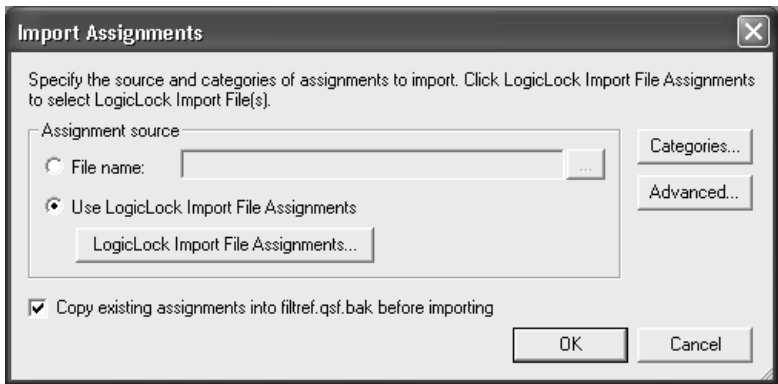 Import Assignments
Specify the source and categories of assignments to import. Click LogicLock Import File Assignments
to select LogicLock Import File(s).
Assignment source
File name:
...
Categories...
Use LogicLock Import File Assignments
Advanced...
LogicLock Import File Assignments...
Copy existing assignments into filtref.qsf.bak before importing
OK
Cancel